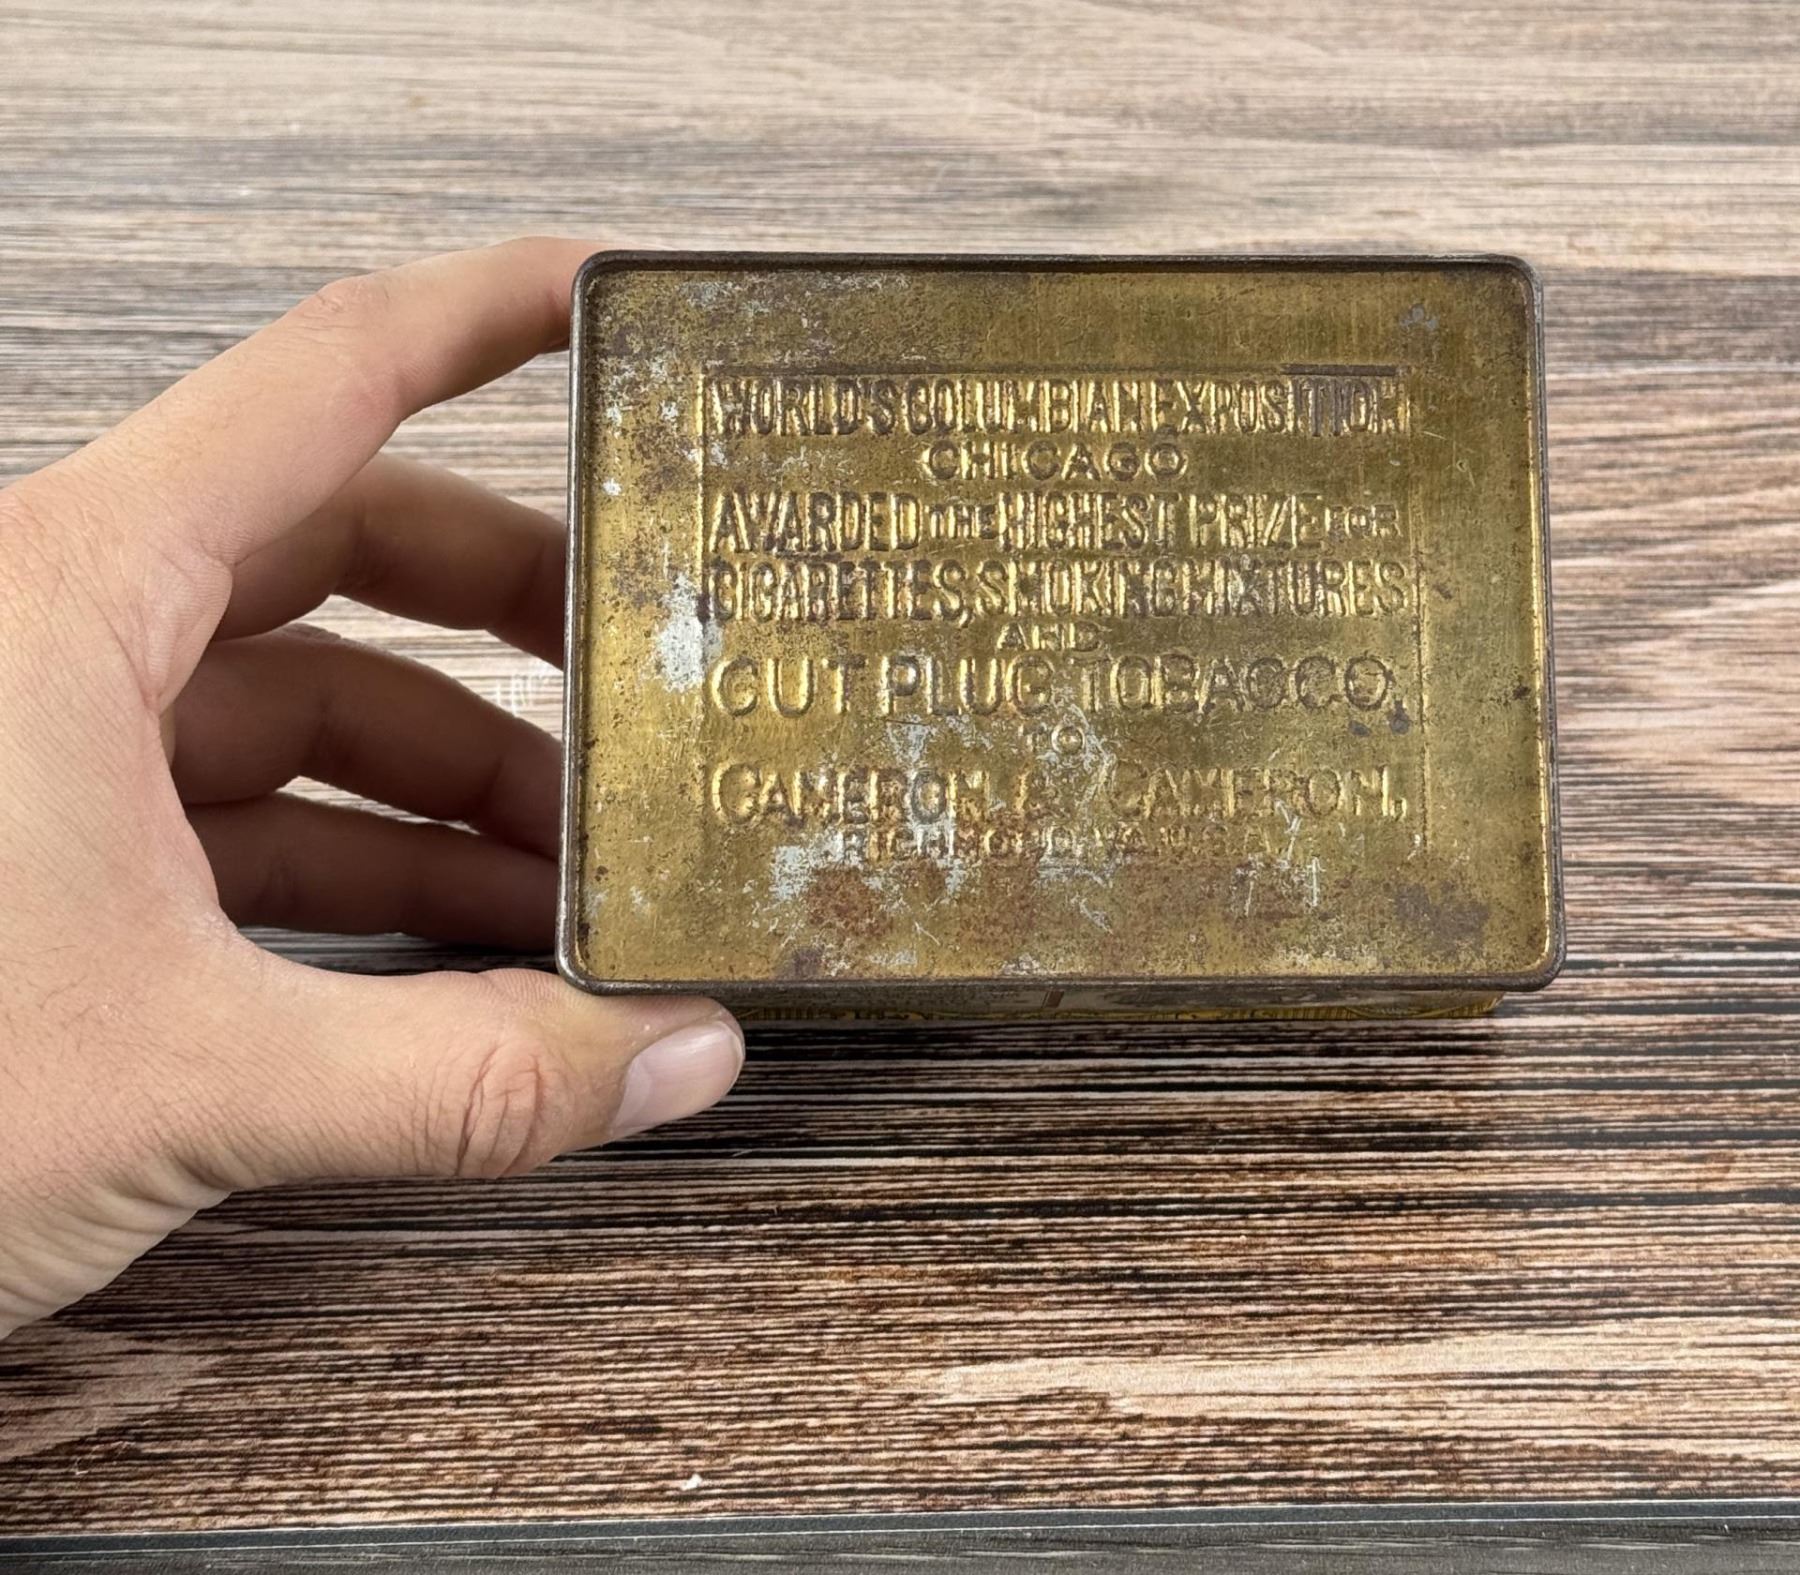 WORLD'S COLUMBIAN EXPOSITION
CHICAGO
AWARDED THE HIGHEST PRIZE FOR
CIGARETTES, SMOKING MIXTURES
AND
CUT PLUG TOBACCO,
TO
CAMERON & CAMERON,
RICHMOND, VA. U.S.A.